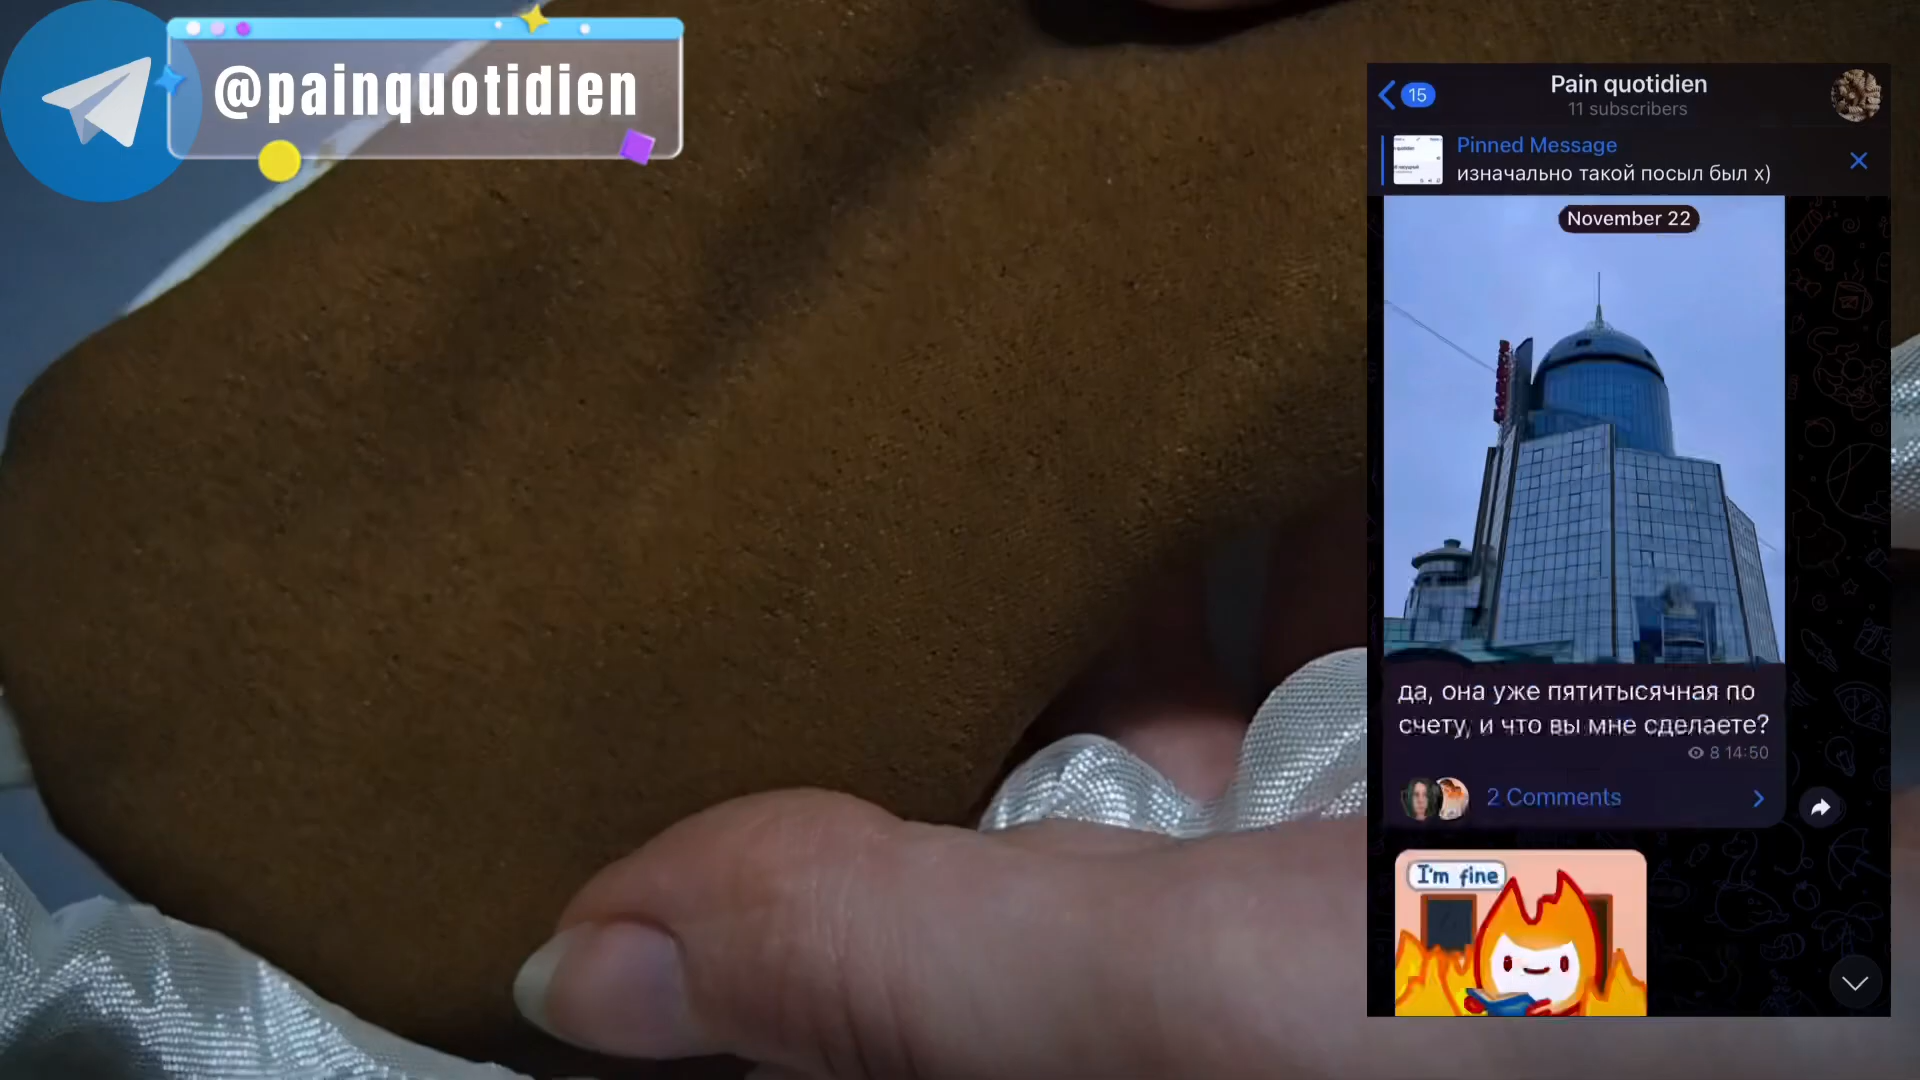 @painquotidien
15
Pain quotidien
11 subscribers
Pinned Message
изначально такой посыл был х)
November 22
да, она уже пятитысячная по
счету, и что вы мне сделаете?
8 14:50
2 Comments
I'm fine